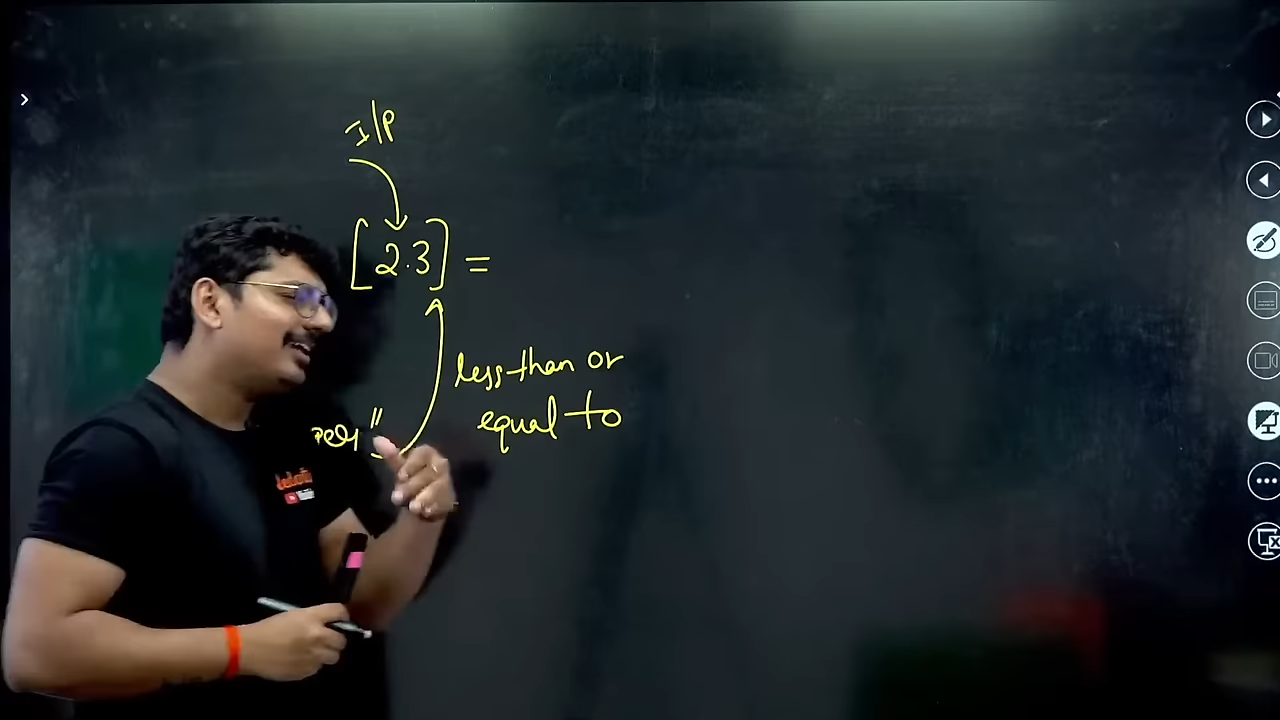 I/P
[2.3] =
less than or
equal to